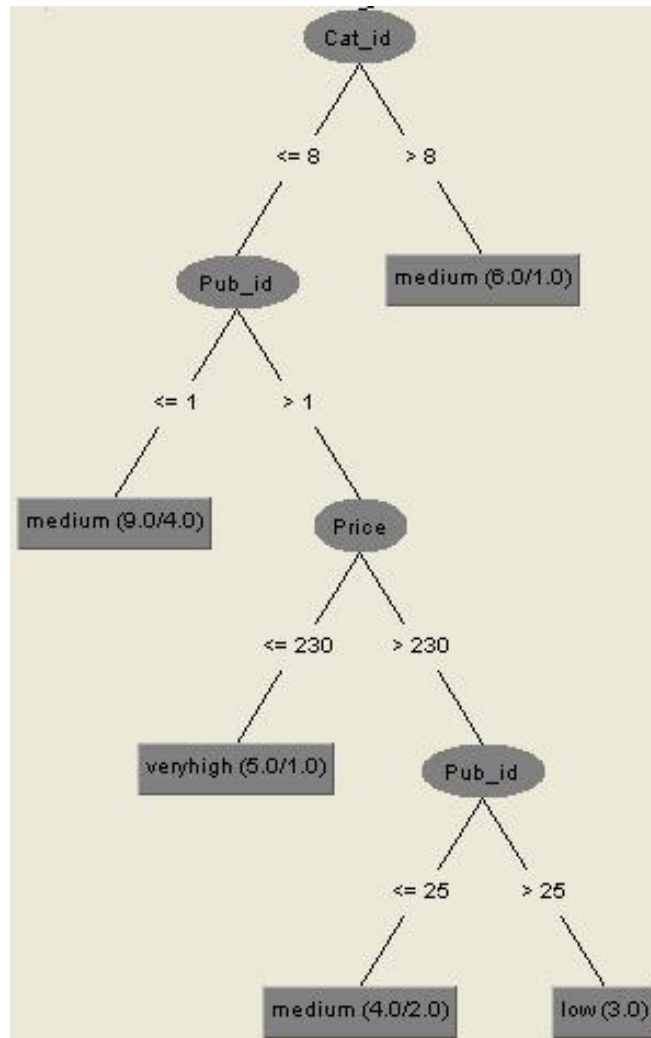 Cat_id
<= 8 > 8
Pub_id medium (6.0/1.0)
<= 1 > 1
medium (9.0/4.0) Price
<= 230 > 230
veryhigh (5.0/1.0) Pub_id
<= 25 > 25
medium (4.0/2.0) low (3.0)